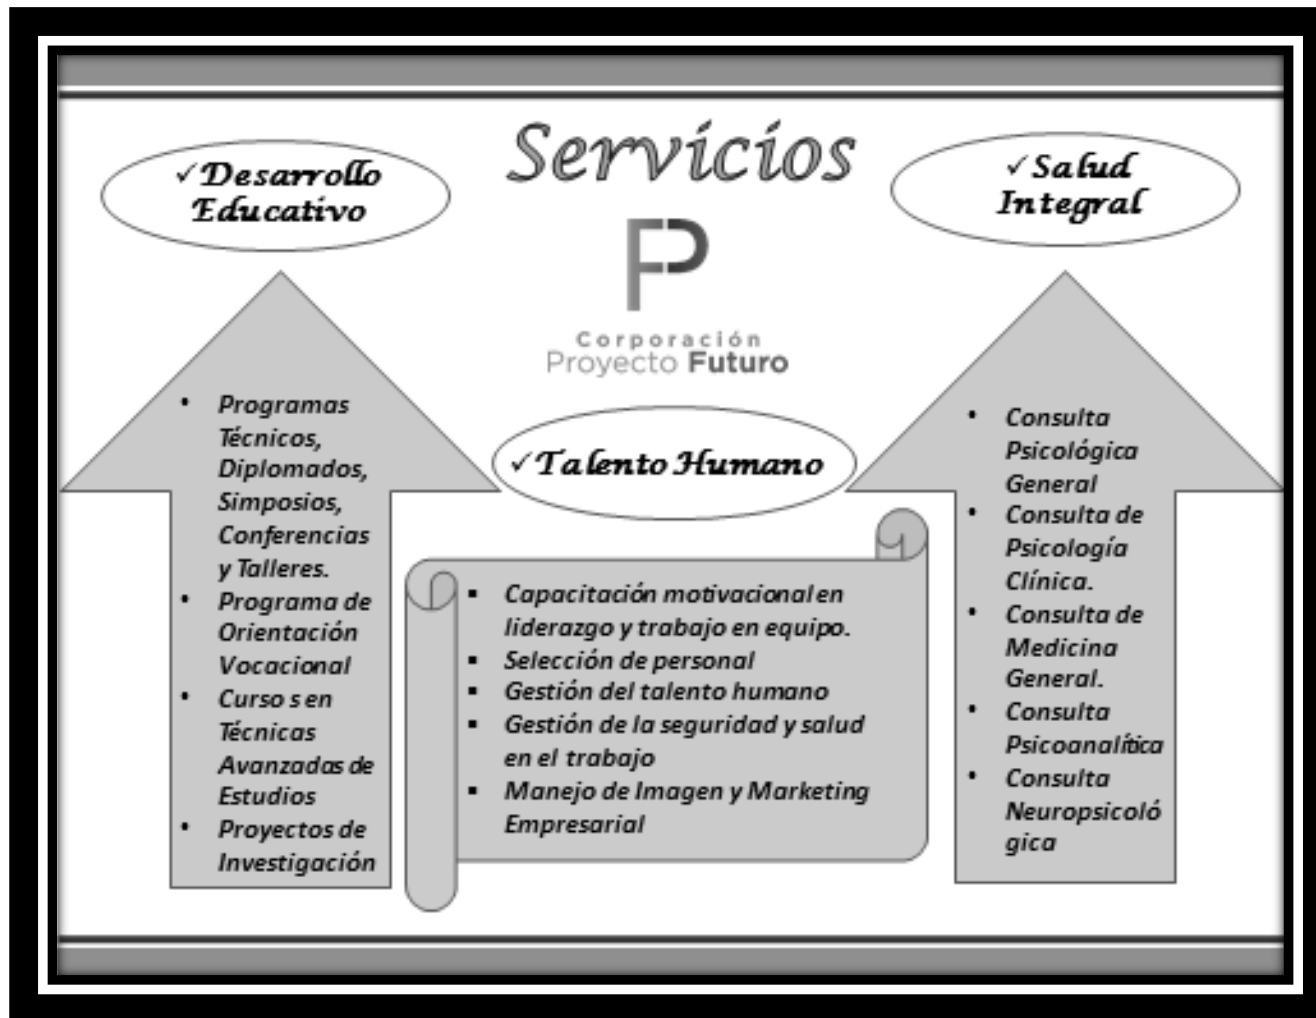 Servicios
Corporación
Proyecto Futuro
✓ Desarrollo
Educativo
• Programas
Técnicos,
Diplomados,
Simposios,
Conferencias
y Talleres.
• Programa de
Orientación
Vocacional
• Curso s en
Técnicas
Avanzadas de
Estudios
• Proyectos de
Investigación
✓ Talento Humano
▪ Capacitación motivacional en
liderazgo y trabajo en equipo.
▪ Selección de personal
▪ Gestión del talento humano
▪ Gestión de la seguridad y salud
en el trabajo
▪ Manejo de Imagen y Marketing
Empresarial
✓ Salud
Integral
• Consulta
Psicológica
General
• Consulta de
Psicología
Clínica.
• Consulta de
Medicina
General.
• Consulta
Psicoanalítica
• Consulta
Neuropsicoló
gica